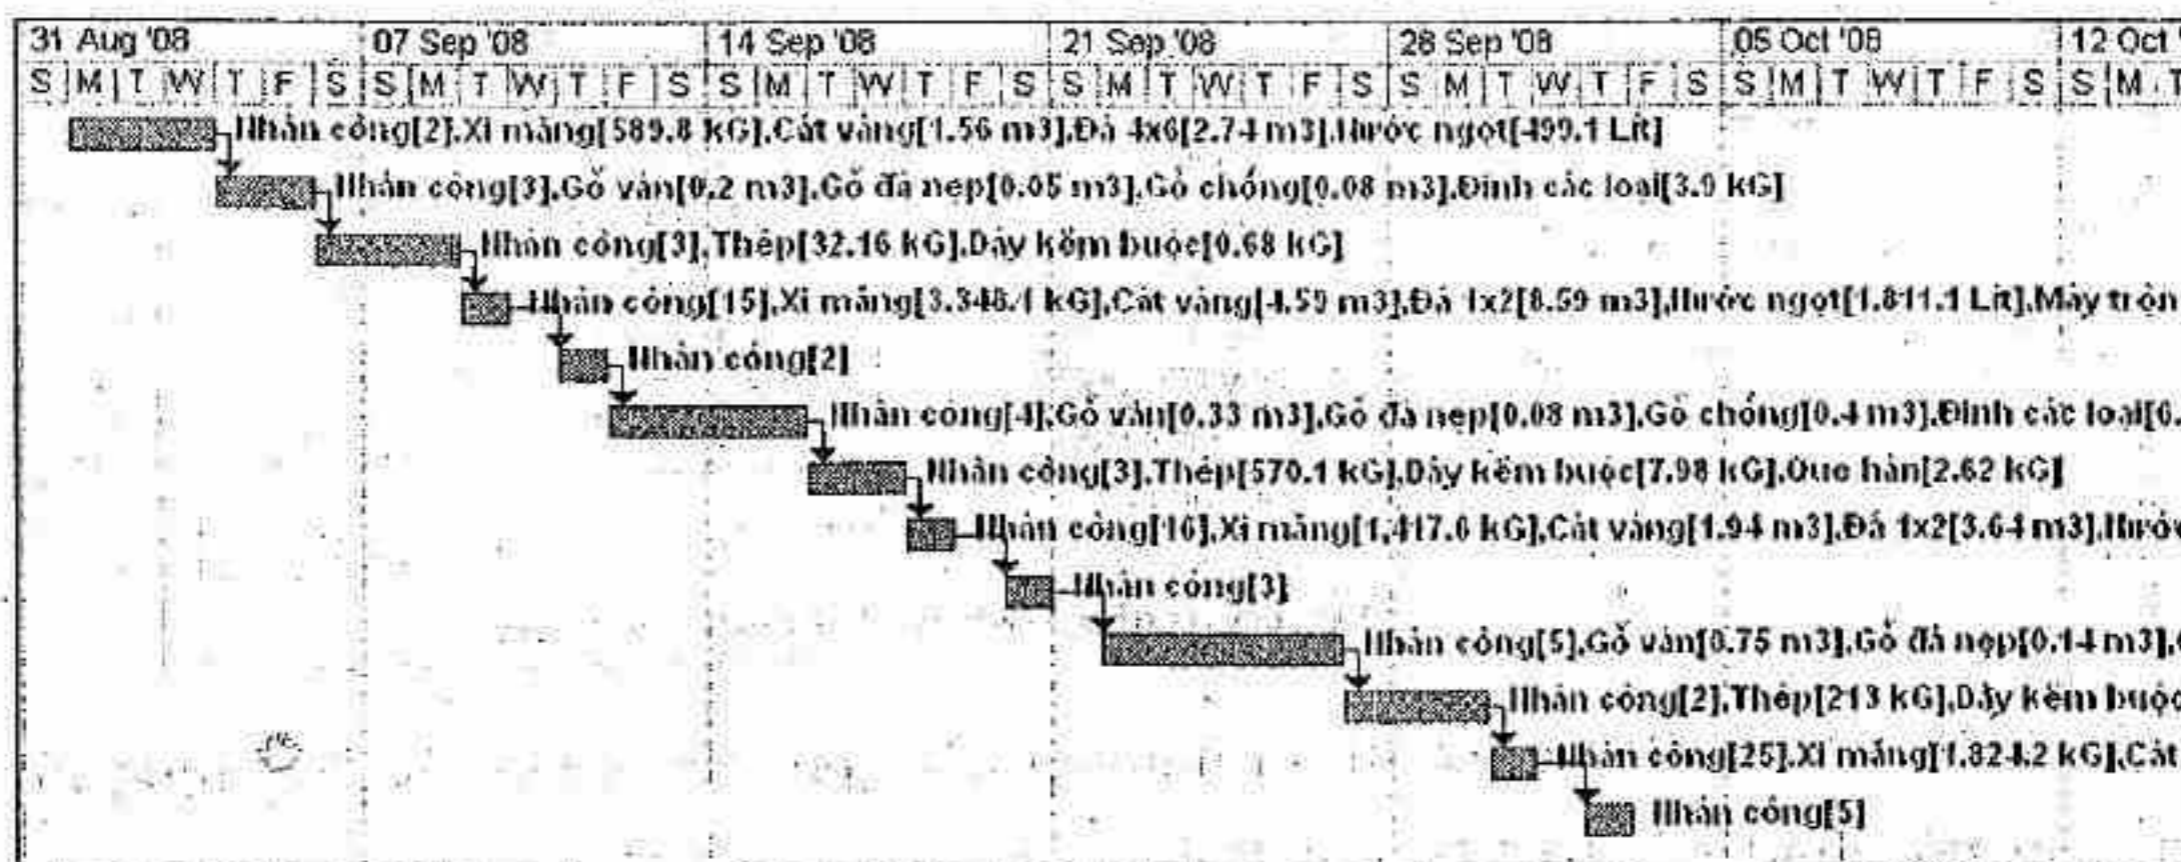 31 Aug '08 07 Sep '08 14 Sep '08 21 Sep '08 28 Sep '08 05 Oct '08 12 Oct '
S M T W T F S S M T W T F S S M T W T F S S M T W T F S S M T W T F S S M T W T F S S M T
Nhân công[2],Xi măng[589.8 kG],Cát vàng[1.56 m3],Đá 4x6[2.74 m3],Nước ngọt[499.1 Lít]
Nhân công[3],Gỗ ván[0.2 m3],Gỗ đà nẹp[0.05 m3],Gỗ chống[0.08 m3],Đinh các loại[3.9 kG]
Nhân công[3],Thép[32.16 kG],Dây kẽm buộc[0.68 kG]
Nhân công[15],Xi măng[3,348.1 kG],Cát vàng[4.59 m3],Đá 1x2[8.59 m3],Nước ngọt[1,811.1 Lít],Máy trộn
Nhân công[2]
Nhân công[4],Gỗ ván[0.33 m3],Gỗ đà nẹp[0.08 m3],Gỗ chống[0.4 m3],Đinh các loại[6.
Nhân công[3],Thép[570.1 kG],Dây kẽm buộc[7.98 kG],Que hàn[2.62 kG]
Nhân công[16],Xi măng[1,417.6 kG],Cát vàng[1.94 m3],Đá 1x2[3.64 m3],Nước
Nhân công[3]
Nhân công[5],Gỗ ván[0.75 m3],Gỗ đà nẹp[0.14 m3],
Nhân công[2],Thép[213 kG],Dây kẽm buộc
Nhân công[25],Xi măng[1,824.2 kG],Cát
Nhân công[5]